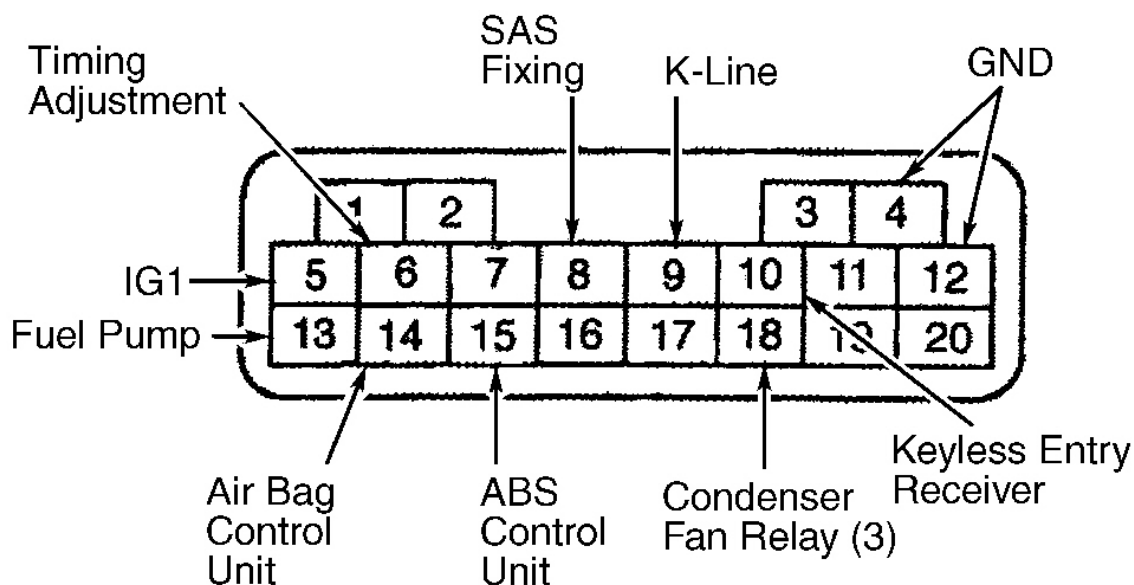 SAS
Fixing
Timing
Adjustment
K-Line
GND
1 2 3 4
IG1
5 6 7 8 9 10 11 12
Fuel Pump
13 14 15 16 17 18 19 20
Keyless Entry
Receiver
Air Bag
Control
Unit
ABS
Control
Unit
Condenser
Fan Relay (3)